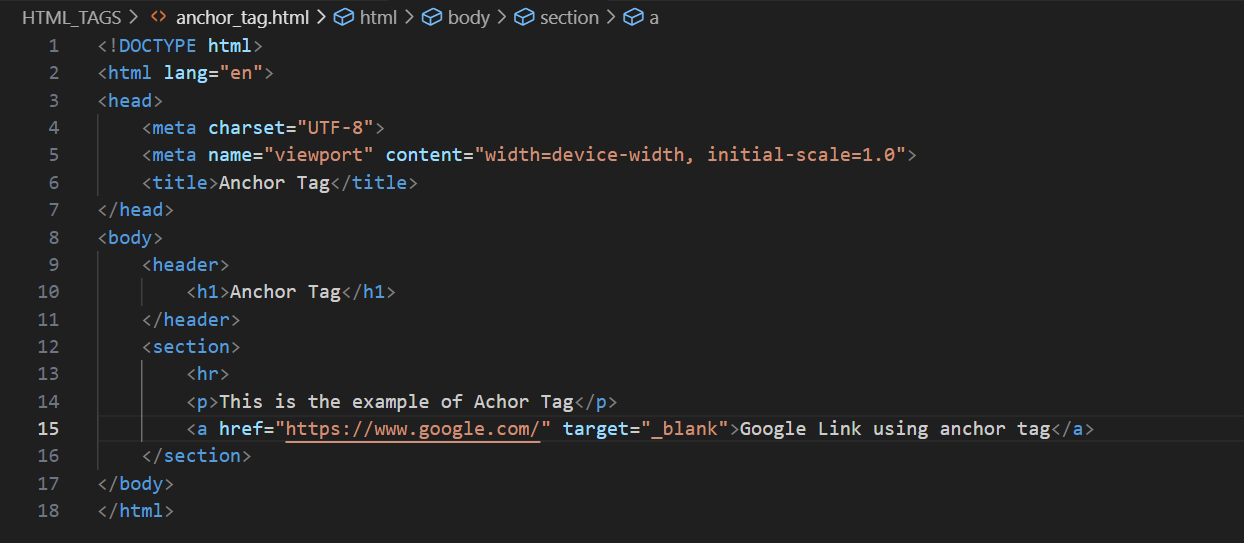 HTML_TAGS > <> anchor_tag.html > html > body > section > a
1 <!DOCTYPE html>
2 <html lang="en">
3 <head>
4     <meta charset="UTF-8">
5     <meta name="viewport" content="width=device-width, initial-scale=1.0">
6     <title>Anchor Tag</title>
7 </head>
8 <body>
9     <header>
10         <h1>Anchor Tag</h1>
11     </header>
12     <section>
13         <hr>
14         <p>This is the example of Achor Tag</p>
15         <a href="https://www.google.com/" target="_blank">Google Link using anchor tag</a>
16     </section>
17 </body>
18 </html>